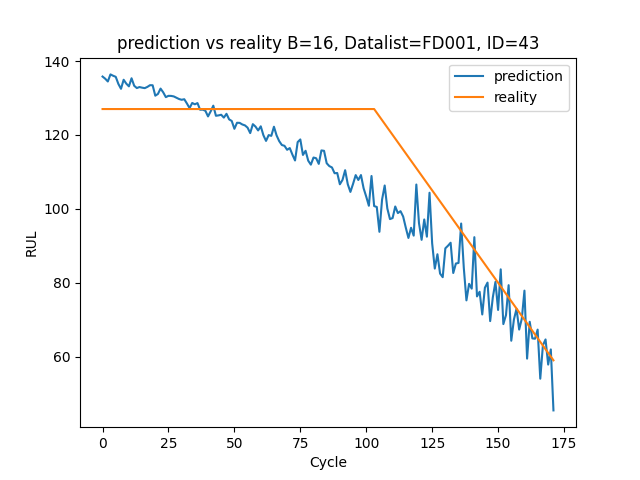 prediction vs reality B=16, Datalist=FD001, ID=43
140
120
100
80
60
RUL
prediction
reality
0
25
50
75
100
125
150
175
Cycle